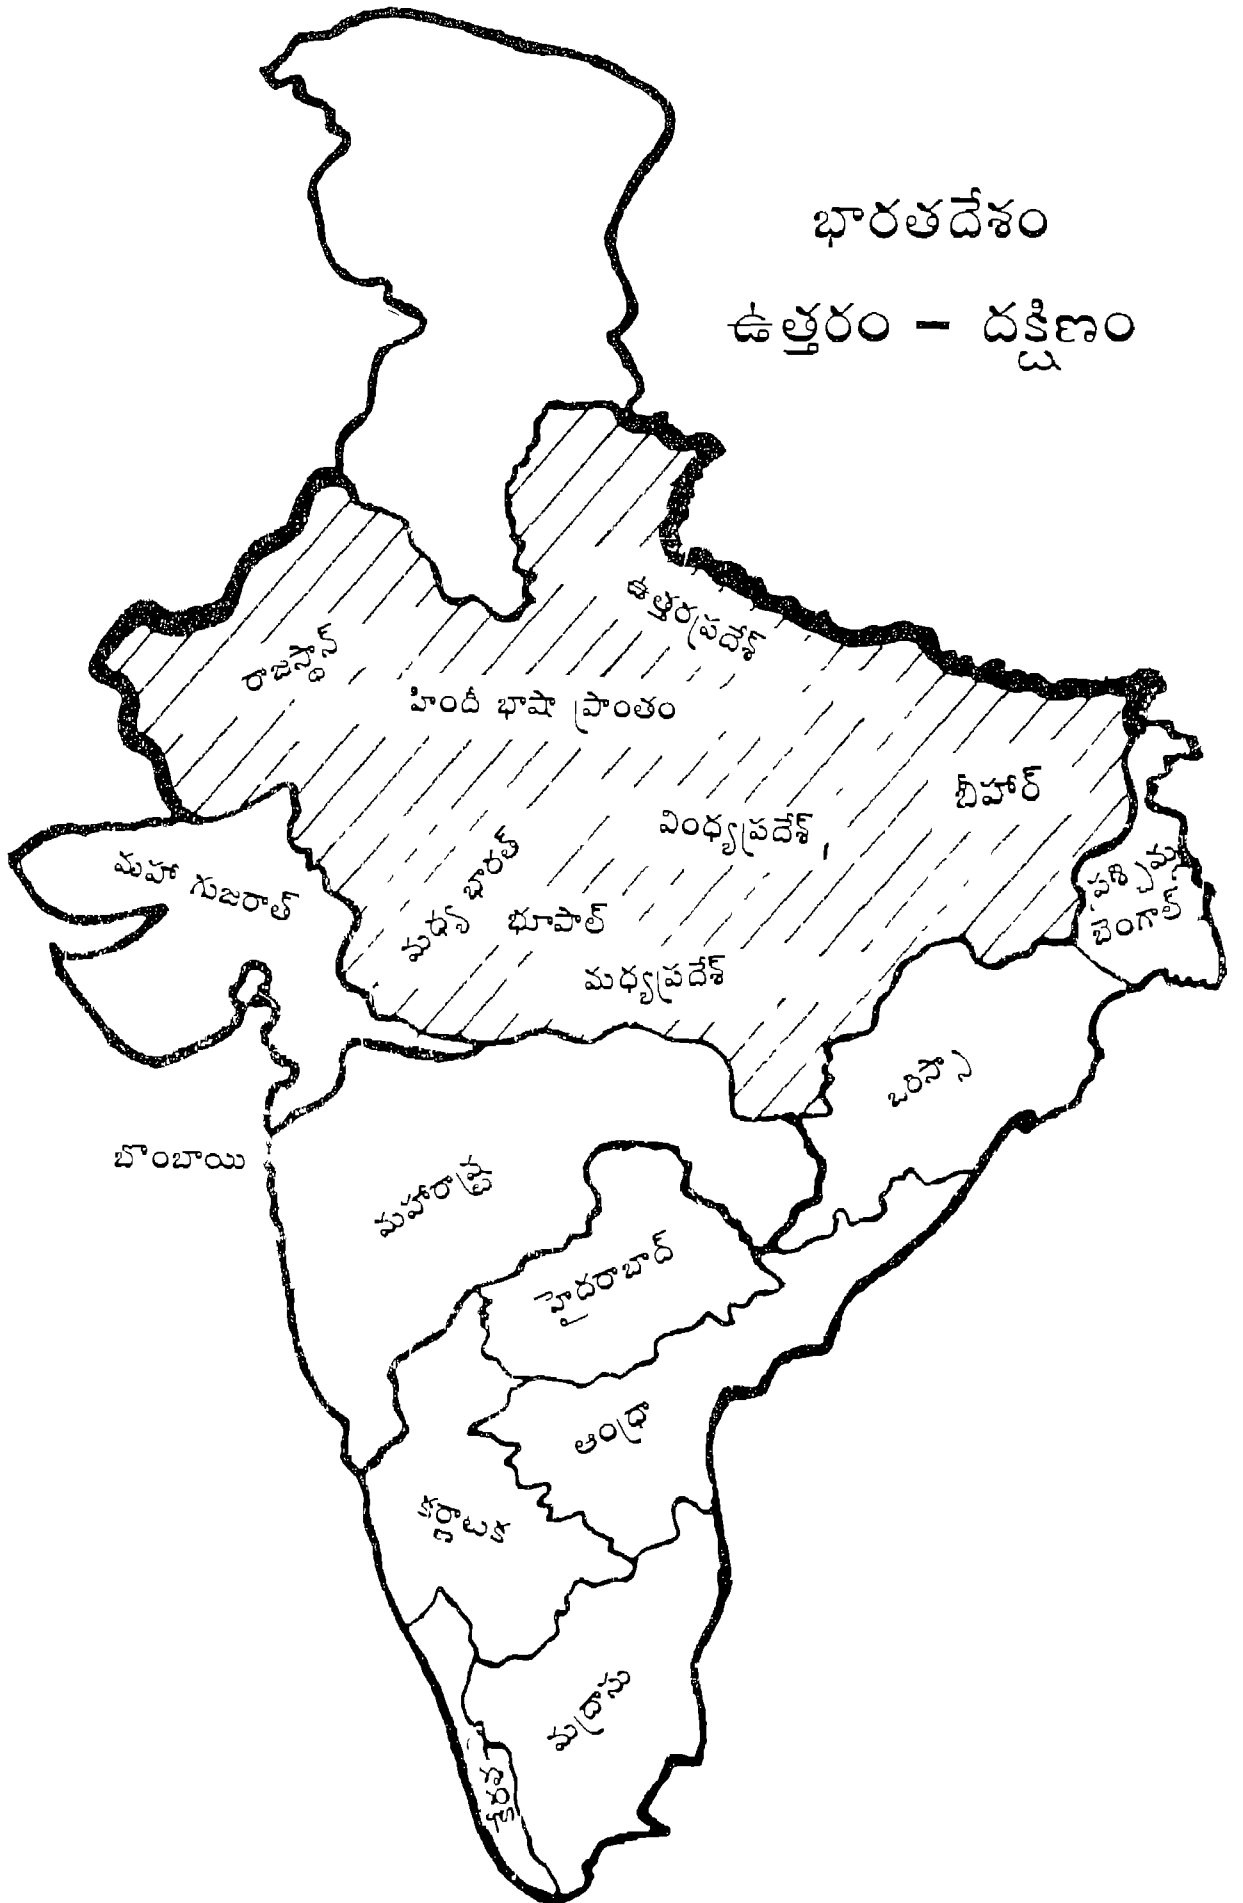 భారతదేశం
ఉత్తరం - దక్షిణం
ఉత్తరప్రదేశ్
రాజస్థాన్
హిందీ భాషా ప్రాంతం
బీహార్
వింధ్యప్రదేశ్
మధ్య భారత్
భూపాల్
మహా గుజరాత్
పశ్చిమ
బెంగాల్
మధ్యప్రదేశ్
ఒరిస్సా
బొంబాయి
మహారాష్ట్ర
హైదరాబాద్
ఆంధ్రా
కర్ణాటక
మద్రాసు
కేరళ